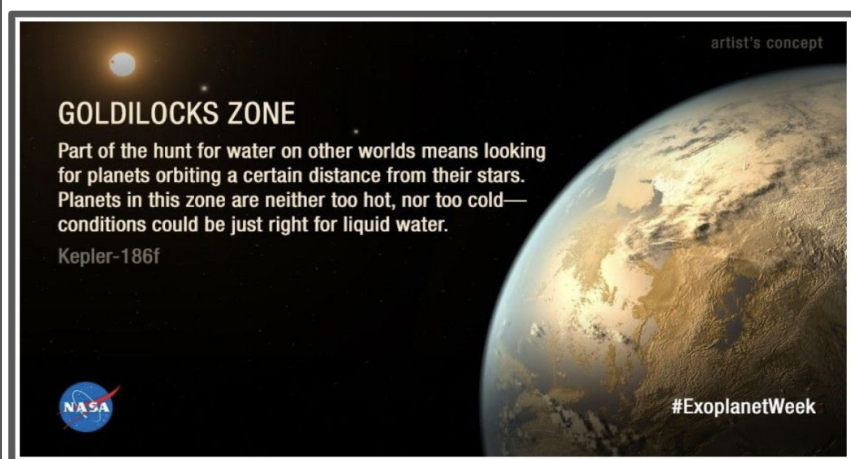 artist's concept
GOLDILOCKS ZONE
Part of the hunt for water on other worlds means looking
for planets orbiting a certain distance from their stars.
Planets in this zone are neither too hot, nor too cold—
conditions could be just right for liquid water.
Kepler-186f
NASA
#ExoplanetWeek